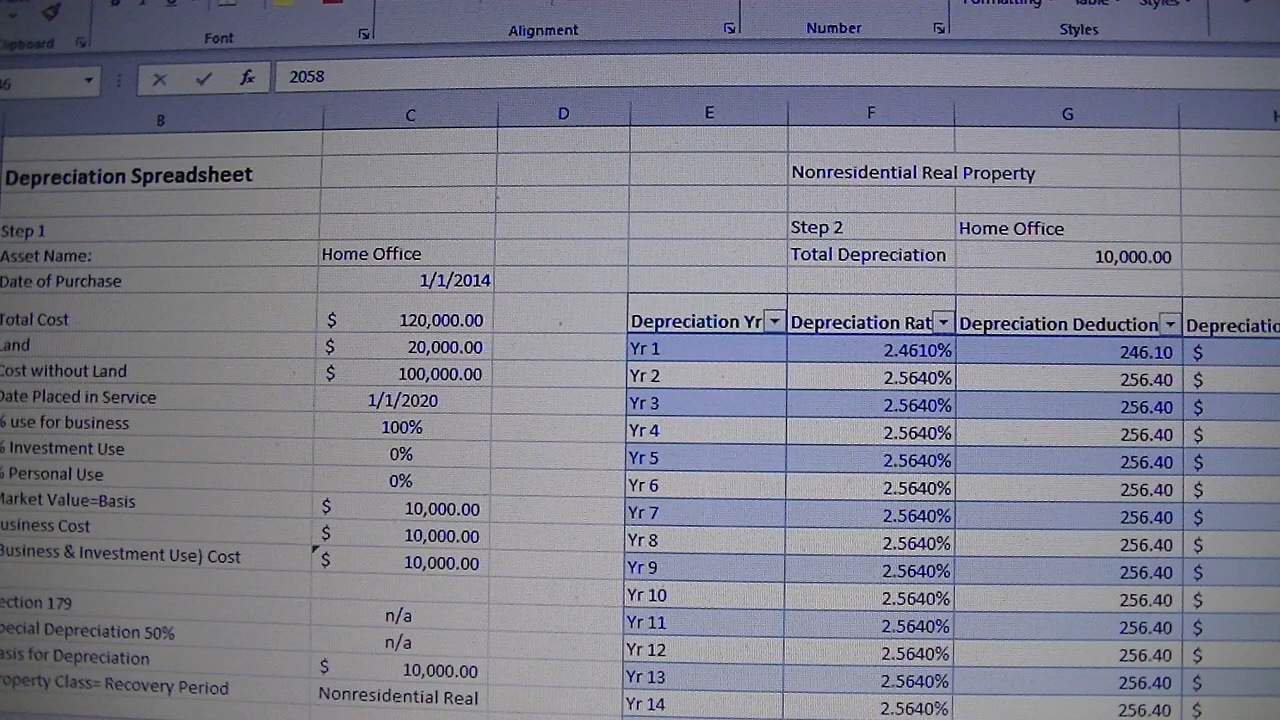 Font Alignment Number Styles
2058
B C D E F G
Depreciation Spreadsheet Nonresidential Real Property
Step 1 Step 2 Home Office
Asset Name: Home Office Total Depreciation 10,000.00
Date of Purchase 1/1/2014
Total Cost $ 120,000.00 Depreciation Yr Depreciation Rat Depreciation Deduction Depreciatio
Land $ 20,000.00 Yr 1 2.4610% 246.10 $
Cost without Land $ 100,000.00 Yr 2 2.5640% 256.40 $
Date Placed in Service 1/1/2020 Yr 3 2.5640% 256.40 $
% use for business 100% Yr 4 2.5640% 256.40 $
% Investment Use 0% Yr 5 2.5640% 256.40 $
% Personal Use 0% Yr 6 2.5640% 256.40 $
Market Value=Basis $ 10,000.00 Yr 7 2.5640% 256.40 $
usiness Cost $ 10,000.00 Yr 8 2.5640% 256.40 $
Business & Investment Use) Cost $ 10,000.00 Yr 9 2.5640% 256.40 $
Yr 10 2.5640% 256.40 $
ection 179 n/a Yr 11 2.5640% 256.40 $
pecial Depreciation 50% n/a Yr 12 2.5640% 256.40 $
asis for Depreciation $ 10,000.00 Yr 13 2.5640% 256.40 $
roperty Class= Recovery Period Nonresidential Real Yr 14 2.5640% 256.40 $